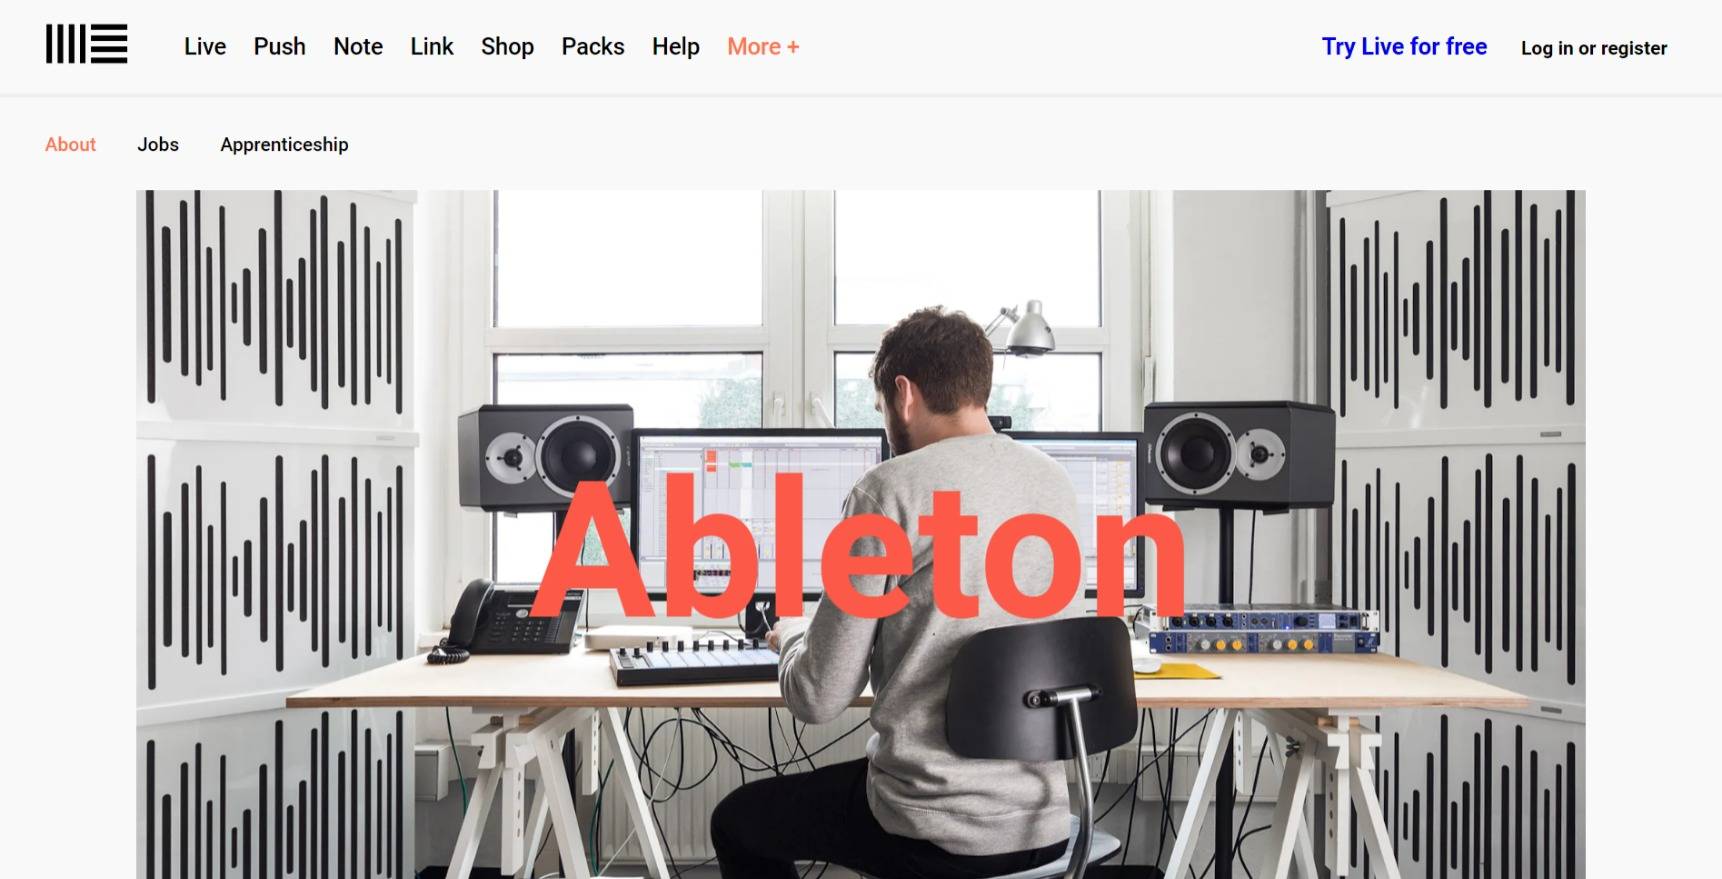 Live Push Note Link Shop Packs Help More + Try Live for free Log in or register
About Jobs Apprenticeship
Ableton